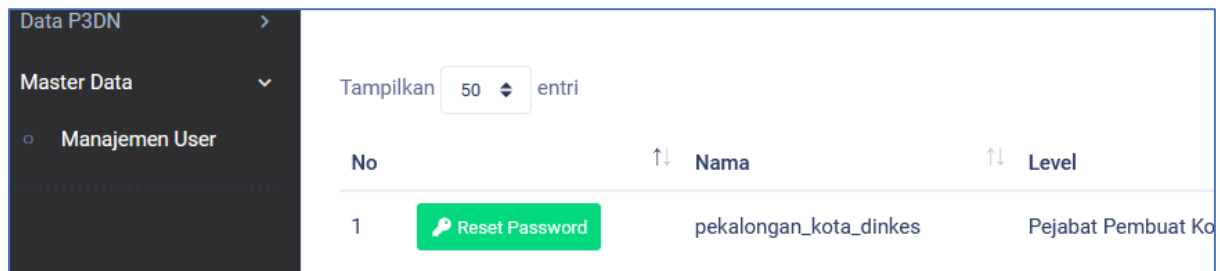 Data P3DN
Master Data
Manajemen User
Tampilkan 50 entri
No Nama Level
1 Reset Password pekalongan_kota_dinkes Pejabat Pembuat Ko